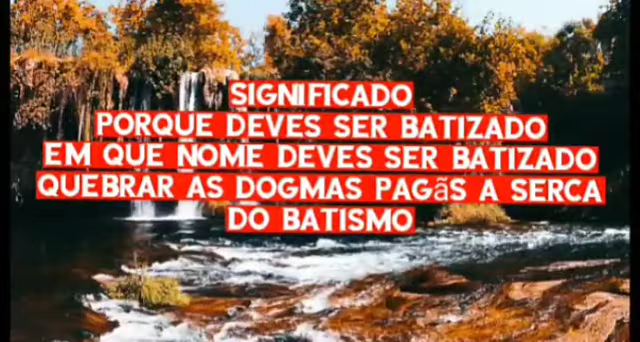 SIGNIFICADO
PORQUE DEVES SER BATIZADO
EM QUE NOME DEVES SER BATIZADO
QUEBRAR AS DOGMAS PAGãS A SERCA
DO BATISMO